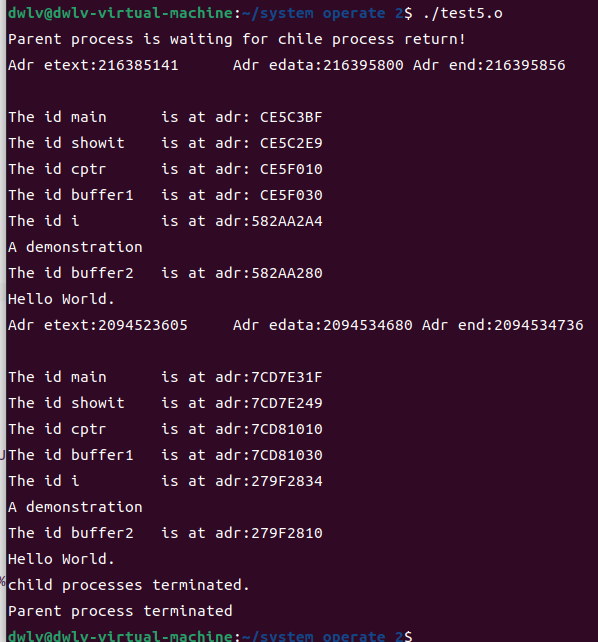 dwlv@dwlv-virtual-machine:~/system operate 2$ ./test5.o
Parent process is waiting for chile process return!
Adr etext:216385141 Adr edata:216395800 Adr end:216395856
The id main is at adr: CE5C3BF
The id showit is at adr: CE5C2E9
The id cptr is at adr: CE5F010
The id buffer1 is at adr: CE5F030
The id i is at adr:582AA2A4
A demonstration
The id buffer2 is at adr:582AA280
Hello World.
Adr etext:2094523605 Adr edata:2094534680 Adr end:2094534736
The id main is at adr:7CD7E31F
The id showit is at adr:7CD7E249
The id cptr is at adr:7CD81010
The id buffer1 is at adr:7CD81030
The id i is at adr:279F2834
A demonstration
The id buffer2 is at adr:279F2810
Hello World.
child processes terminated.
Parent process terminated
dwlv@dwlv-virtual-machine:~/system operate 2$